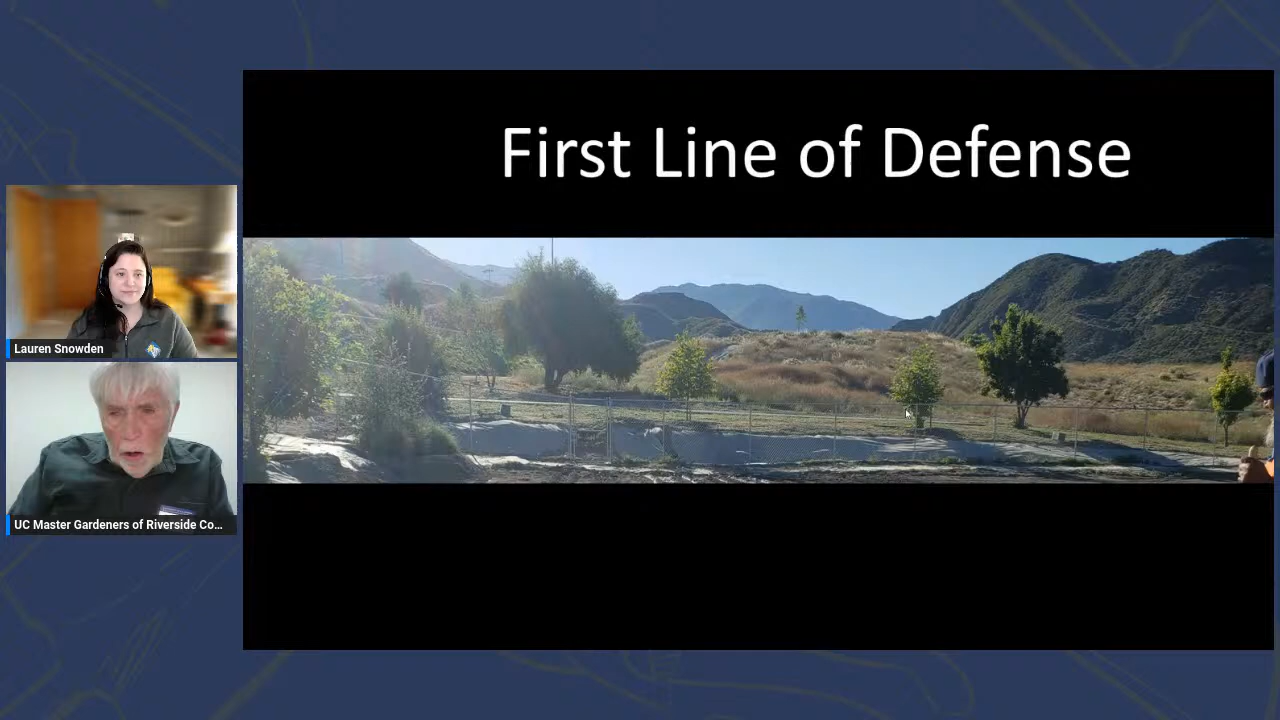 First Line of Defense
Lauren Snowden
UC Master Gardeners of Riverside Co...